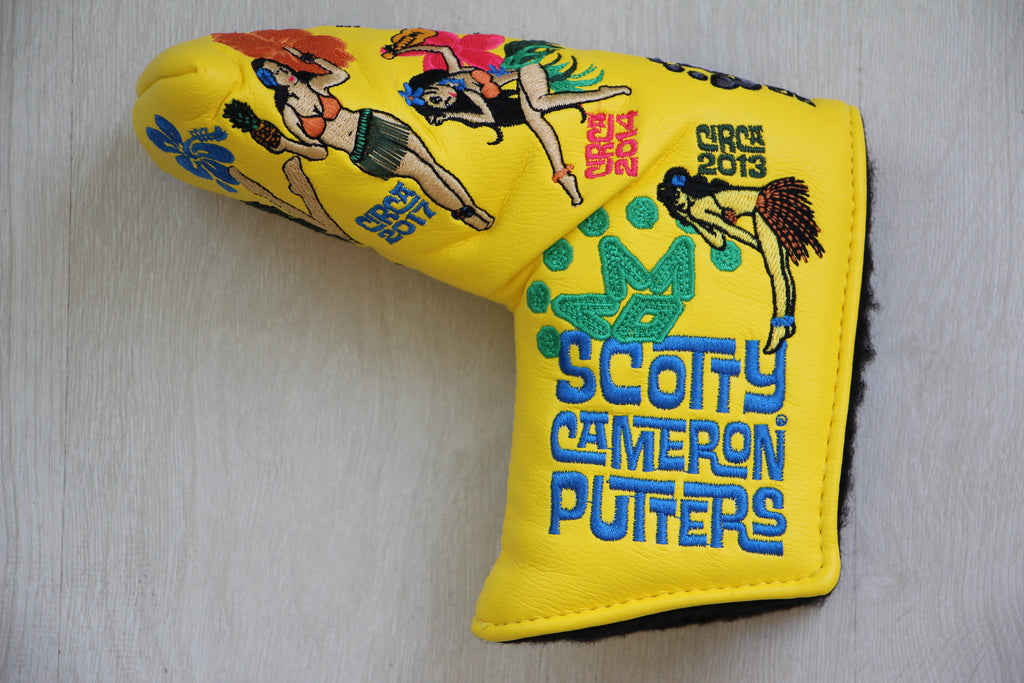 CIRCA
2017
CIRCA
2014
CIRCA
2013
SCOTTY
CAMERON®
PUTTERS